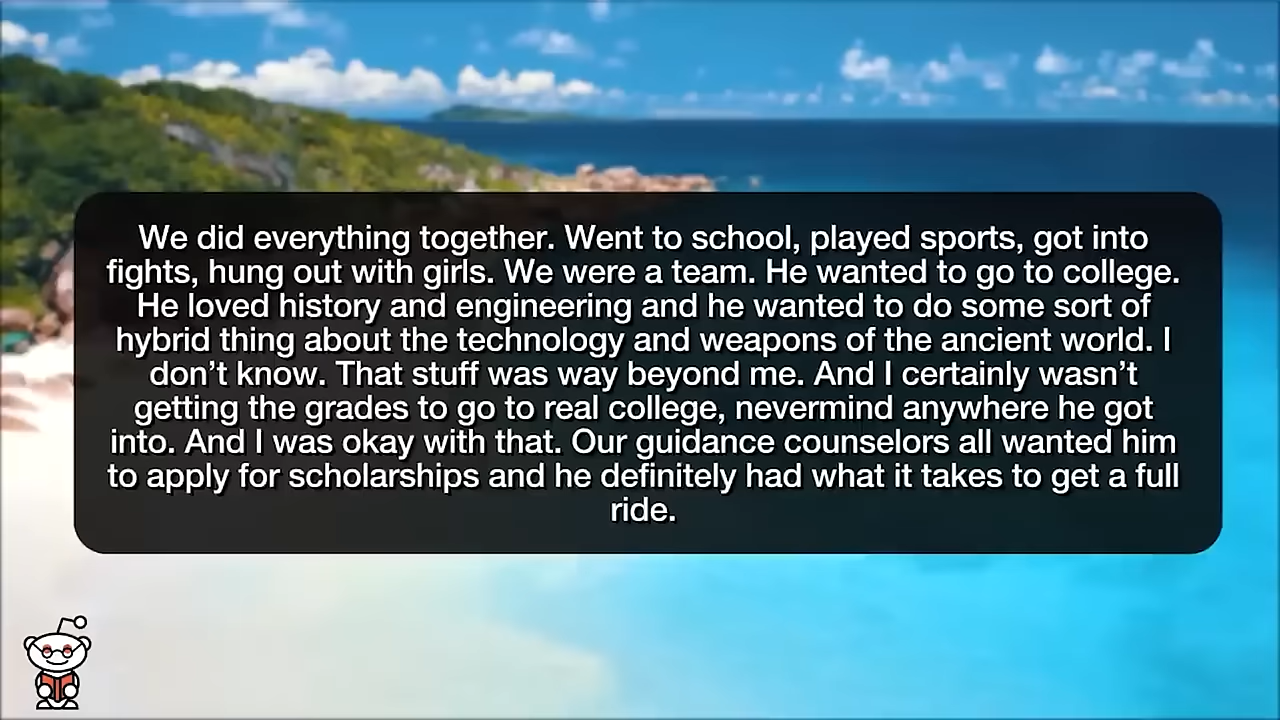 We did everything together. Went to school, played sports, got into
fights, hung out with girls. We were a team. He wanted to go to college.
He loved history and engineering and he wanted to do some sort of
hybrid thing about the technology and weapons of the ancient world. I
don’t know. That stuff was way beyond me. And I certainly wasn’t
getting the grades to go to real college, nevermind anywhere he got
into. And I was okay with that. Our guidance counselors all wanted him
to apply for scholarships and he definitely had what it takes to get a full
ride.